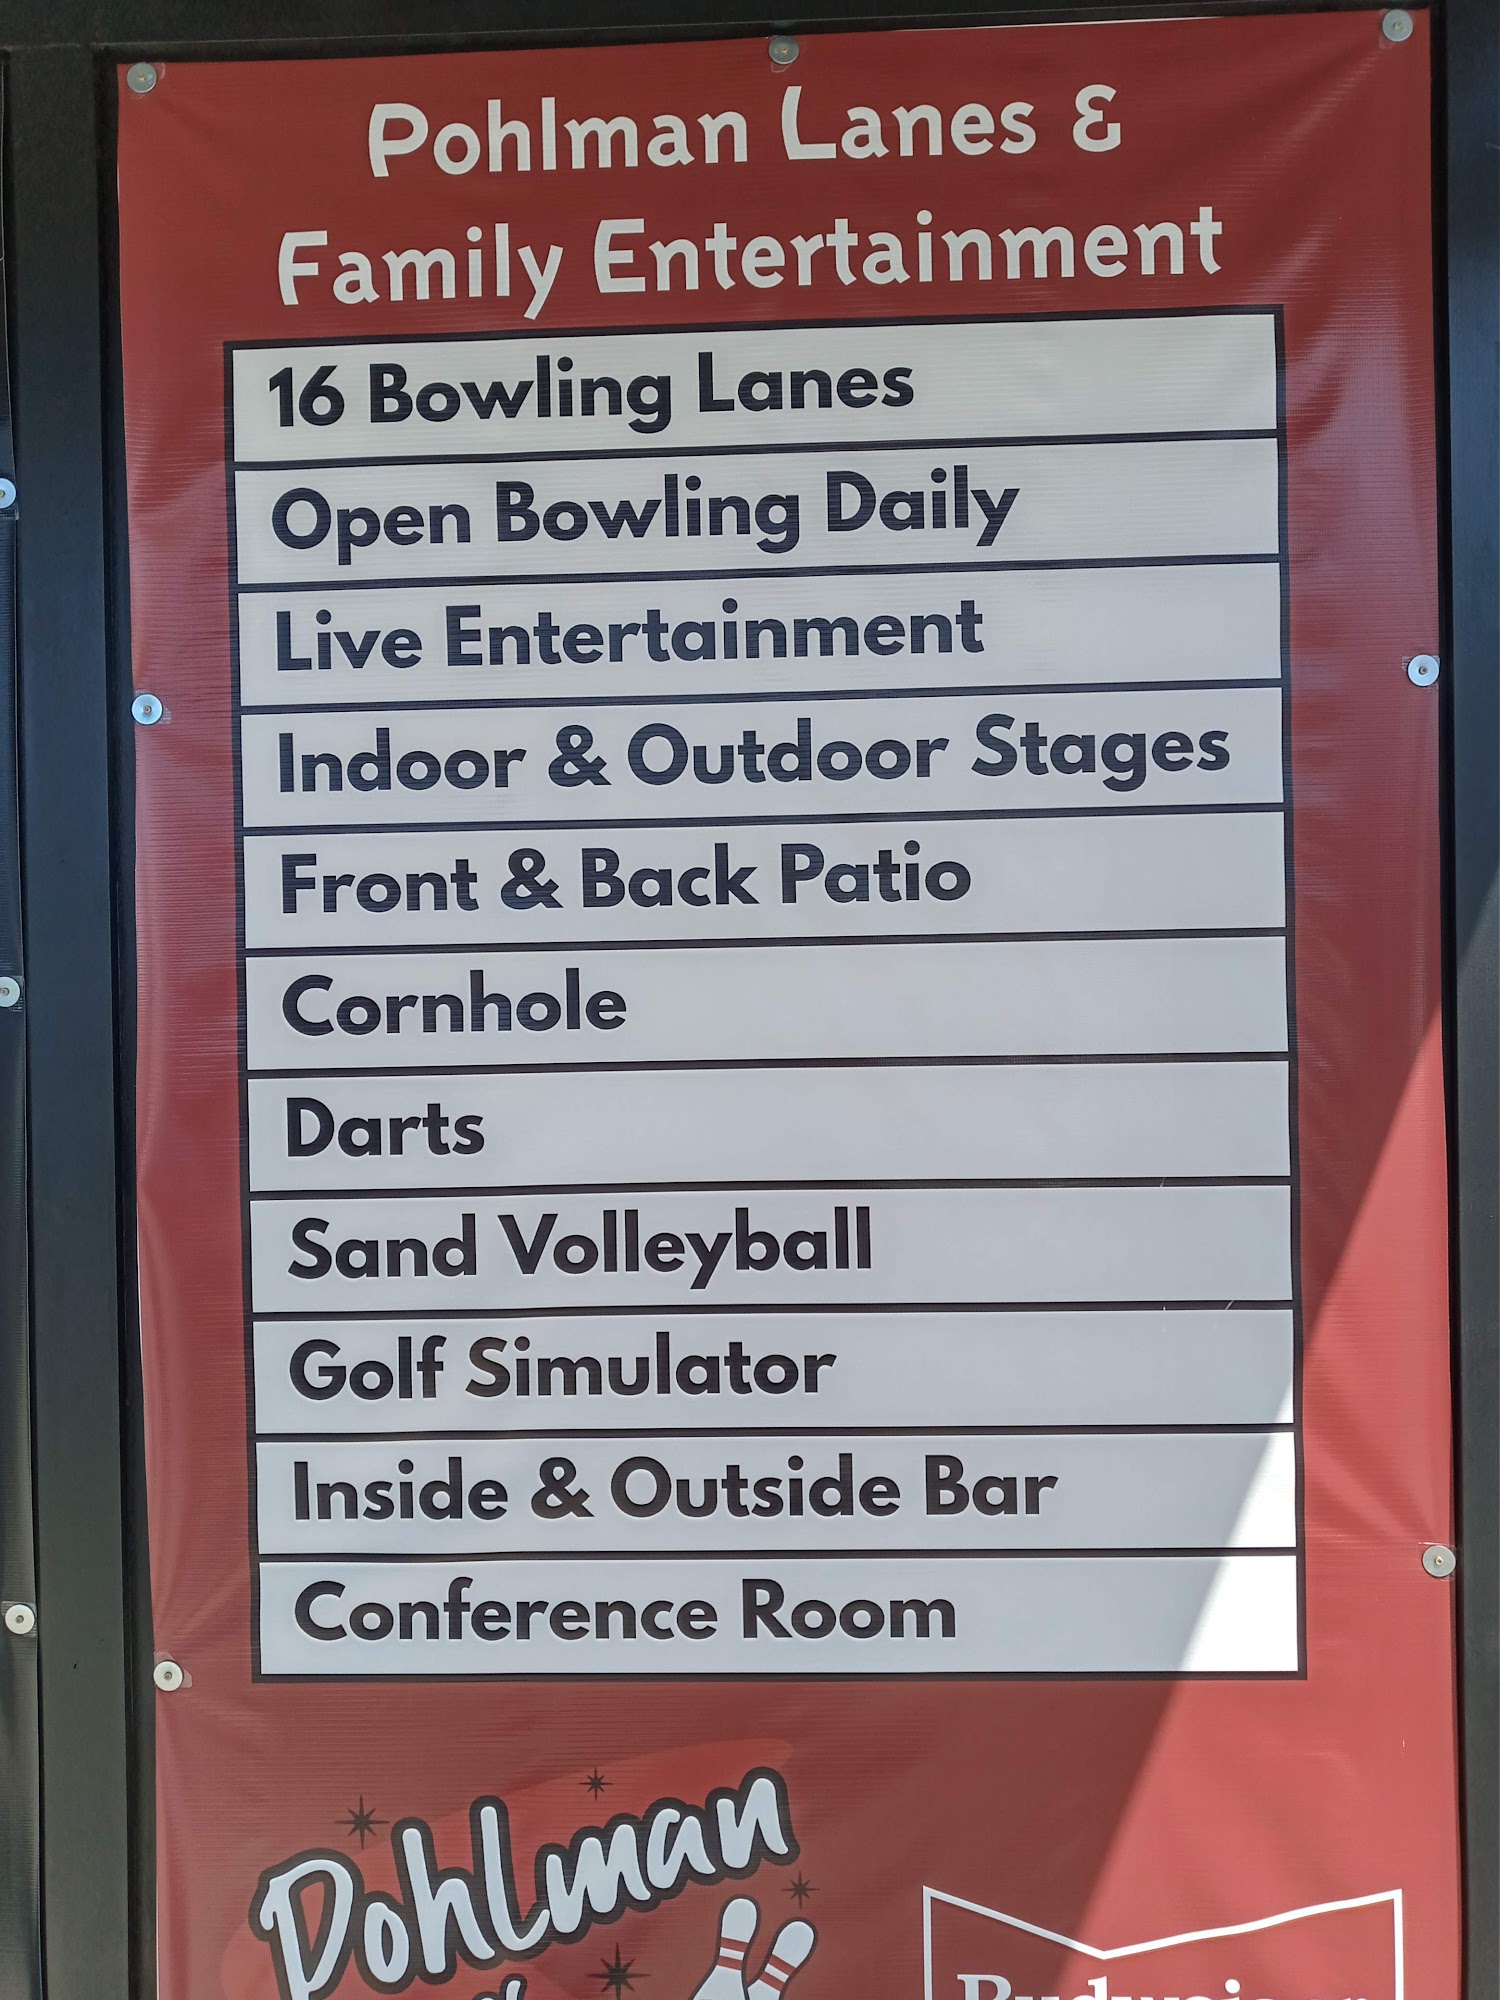 Pohlman Lanes &
Family Entertainment
16 Bowling Lanes
Open Bowling Daily
Live Entertainment
Indoor & Outdoor Stages
Front & Back Patio
Cornhole
Darts
Sand Volleyball
Golf Simulator
Inside & Outside Bar
Conference Room
Pohlman
Budweiser